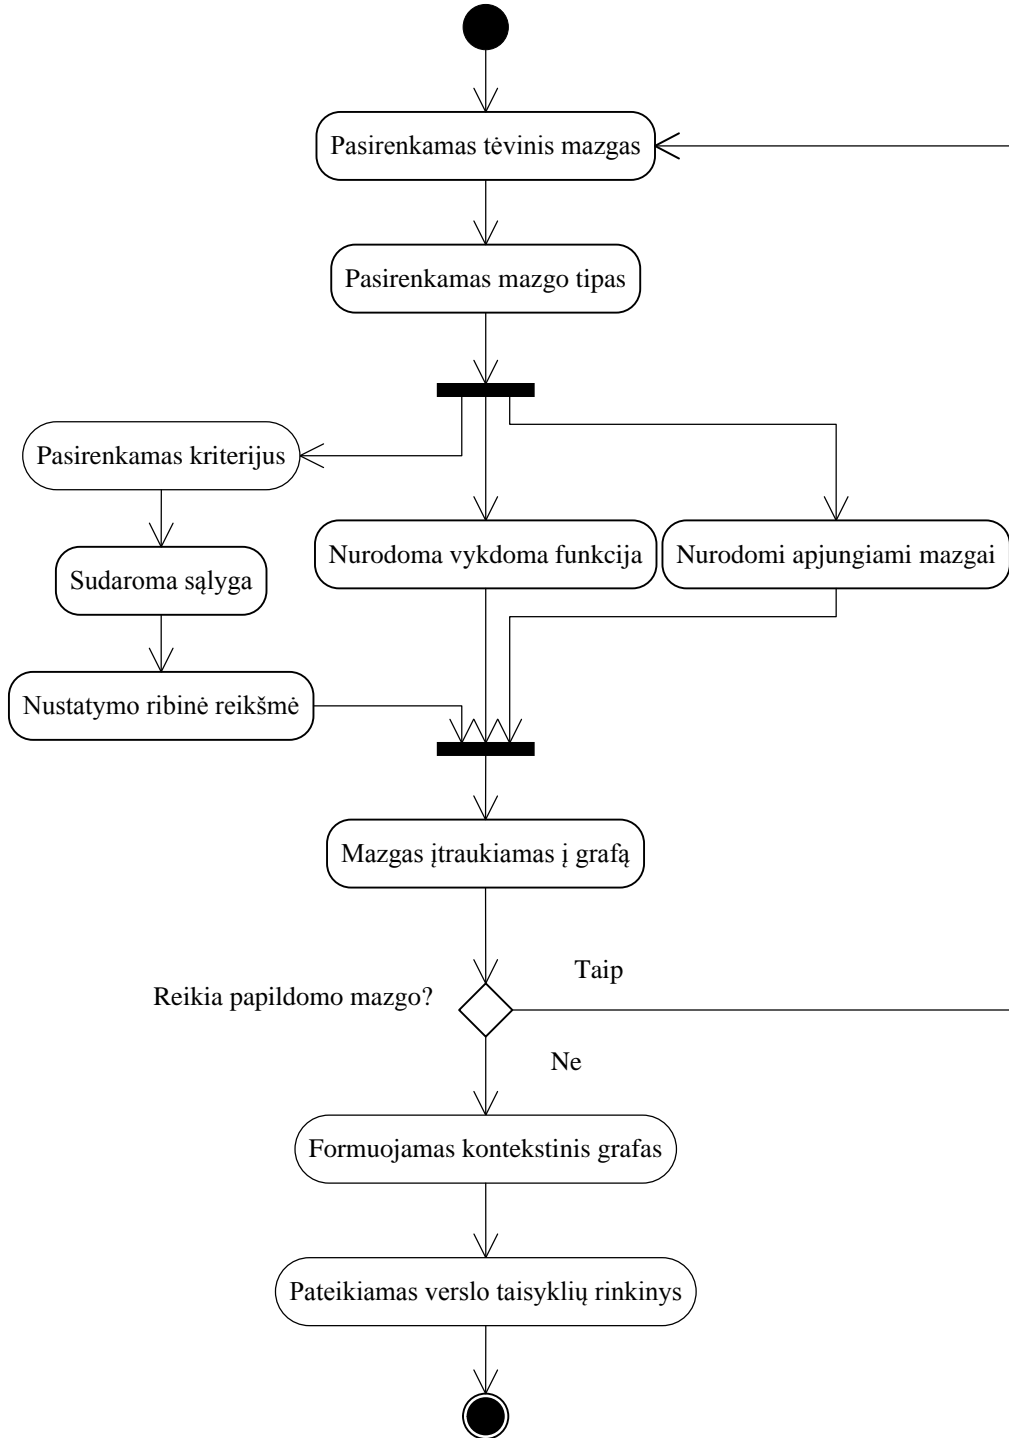 Pasirenkamas tėvinis mazgas
Pasirenkamas mazgo tipas
Pasirenkamas kriterijus
Nurodoma vykdoma funkcija
Nurodomi apjungiami mazgai
Sudaroma sąlyga
Nustatymo ribinė reikšmė
Mazgas įtraukiamas į grafą
Taip
Reikia papildomo mazgo?
Ne
Formuojamas kontekstinis grafas
Pateikiamas verslo taisyklių rinkinys